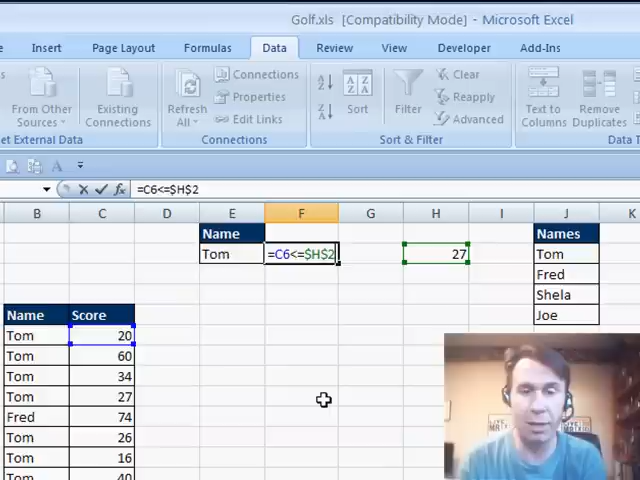 Golf.xls [Compatibility Mode] - Microsoft Excel
Insert Page Layout Formulas Data Review View Developer Add-Ins
From Other Sources Existing Connections Refresh All Connections Properties Edit Links Sort Filter Clear Reapply Advanced Text to Columns Remove Duplicates
et External Data Connections Sort & Filter Data T
=C6<=$H$2
B C D E F G H I J K
Name Names
Tom =C6<=$H$2 27 Tom
Fred
Shela
Name Score Joe
Tom 20
Tom 60
Tom 34
Tom 27
Fred 74
Tom 26
Tom 16
Tom 40